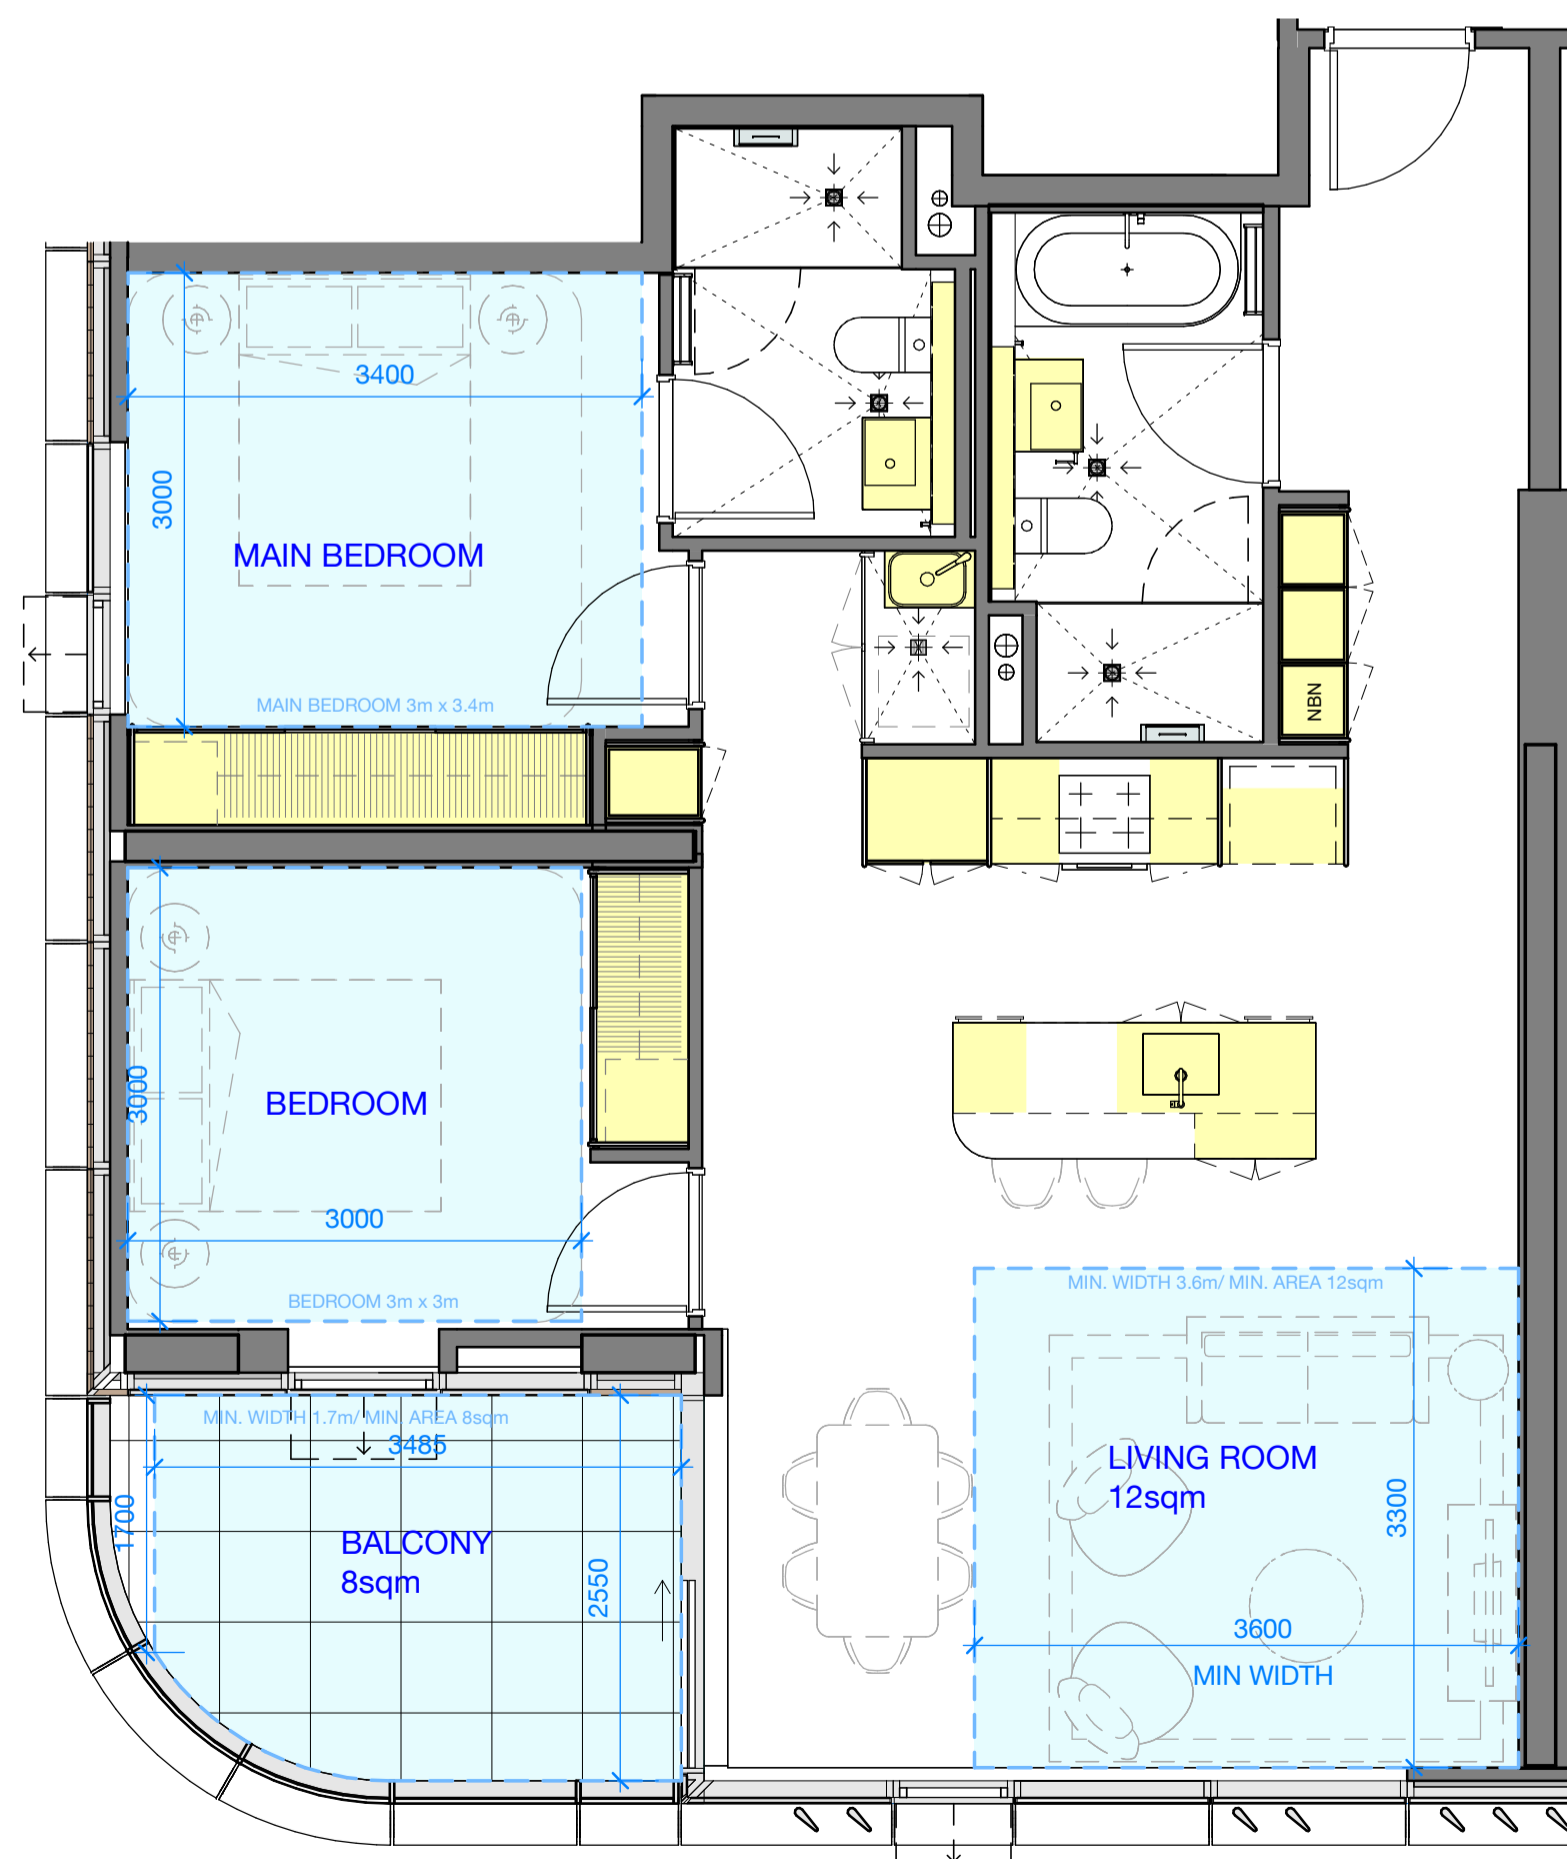 3400
3000
MAIN BEDROOM
MAIN BEDROOM 3m x 3.4m
NBN
3000
BEDROOM
3000
BEDROOM 3m x 3m
MIN. WIDTH 3.6m/ MIN. AREA 12sqm
MIN. WIDTH 1.7m/ MIN. AREA 8sqm
3485
1700
BALCONY
8sqm
2550
LIVING ROOM
12sqm
3300
3600
MIN WIDTH